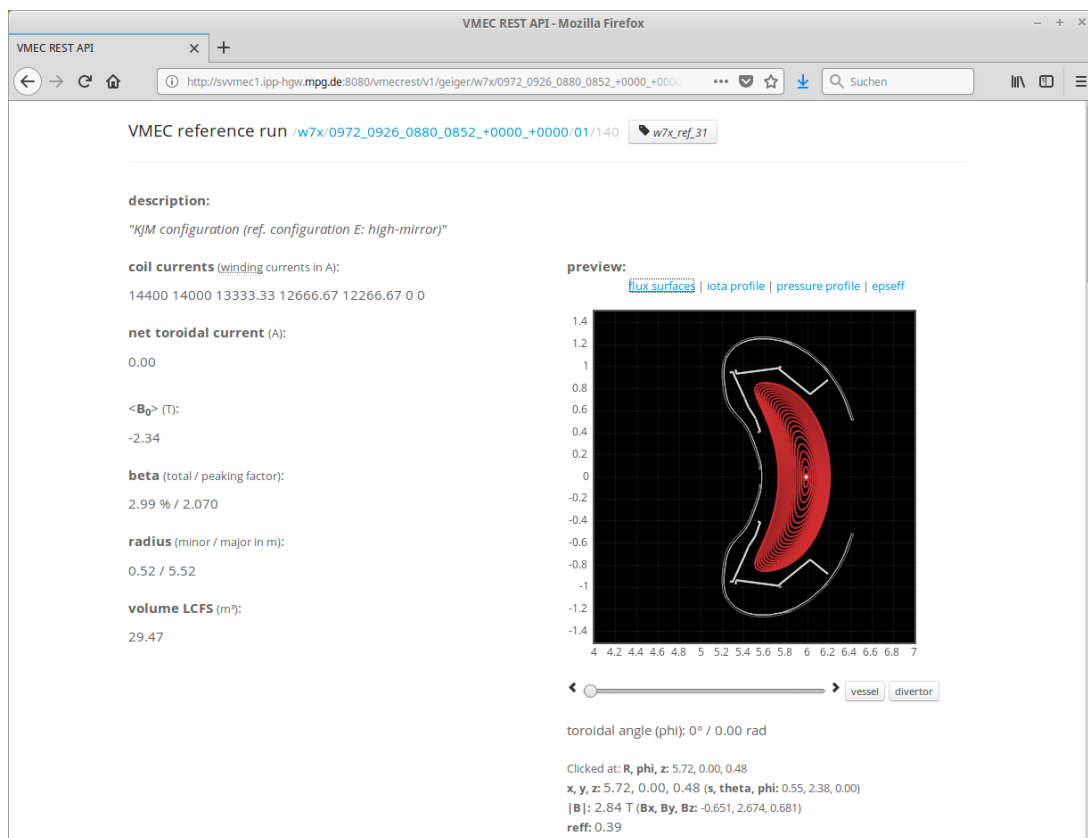 VMEC REST API - Mozilla Firefox
VMEC REST API
http://svvmec1.ipp-hgw.mpg.de:8080/vmecrest/v1/geiger/w7x/0972_0926_0880_0852_+0000_+0000
Suchen
VMEC reference run /w7x/0972_0926_0880_0852_+0000_+0000/01/140 w7x_ref_31
description:
"KJM configuration (ref. configuration E: high-mirror)"
coil currents (winding currents in A):
14400 14000 13333.33 12666.67 12266.67 0 0
net toroidal current (A):
0.00
<B0> (T):
-2.34
beta (total / peaking factor):
2.99 % / 2.070
radius (minor / major in m):
0.52 / 5.52
volume LCFS (m³):
29.47
preview:
flux surfaces | iota profile | pressure profile | epseff
1.4
1.2
1
0.8
0.6
0.4
0.2
0
-0.2
-0.4
-0.6
-0.8
-1
-1.2
-1.4
4 4.2 4.4 4.6 4.8 5 5.2 5.4 5.6 5.8 6 6.2 6.4 6.6 6.8 7
vessel divertor
toroidal angle (phi): 0° / 0.00 rad
Clicked at: R, phi, z: 5.72, 0.00, 0.48
x, y, z: 5.72, 0.00, 0.48 (s, theta, phi: 0.55, 2.38, 0.00)
|B|: 2.84 T (Bx, By, Bz: -0.651, 2.674, 0.681)
reff: 0.39